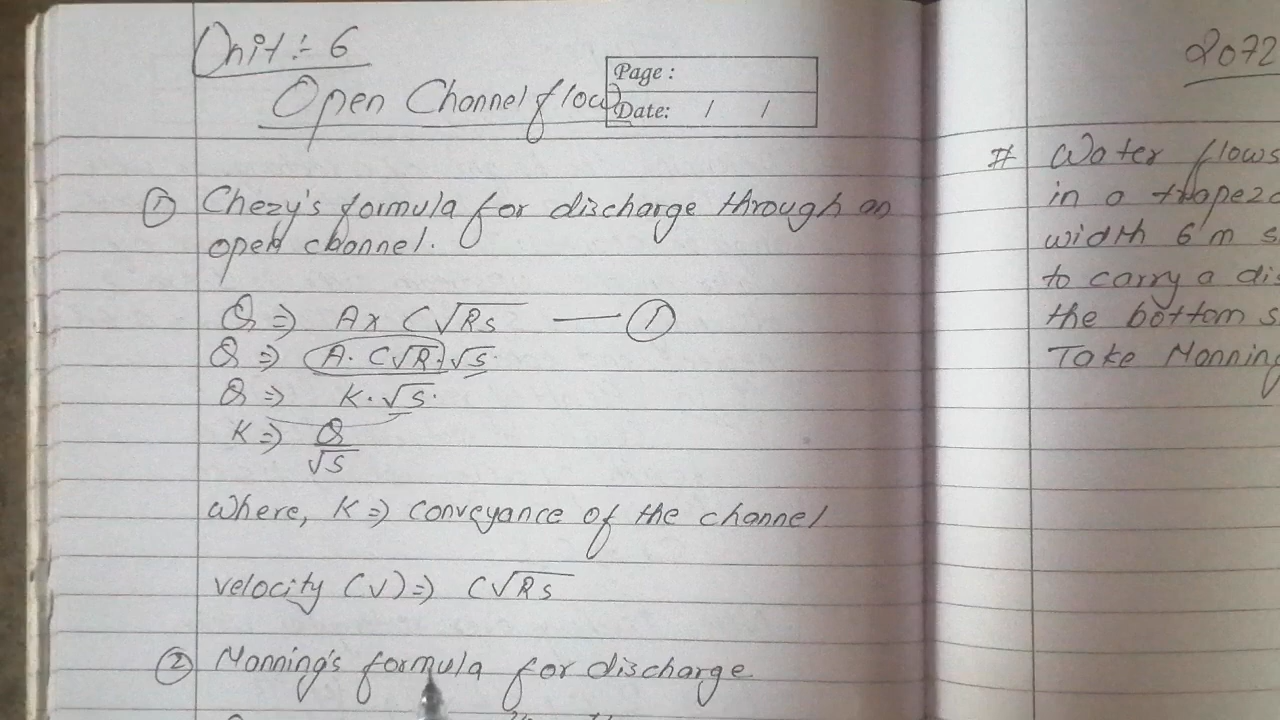 Unit :- 6
Open Channel flow
Page :
Date: / /
① Chezy's formula for discharge through an
open channel.
Q => A x C√RS —— ①
Q => A. C√R.√S.
Q => K.√S.
K => Q/√S
Where, K => conveyance of the channel
velocity (V) => C√RS
② Manning's formula for discharge
2072
# Water flows
in a trapez
width 6 m s
to carry a dis
the bottom s
Take Manning